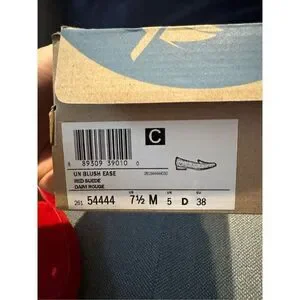 C
8 89309 39010 0
UN BLUSH EASE
RED SUEDE
DAIM ROUGE
261 54444 7½ M 5 D 38